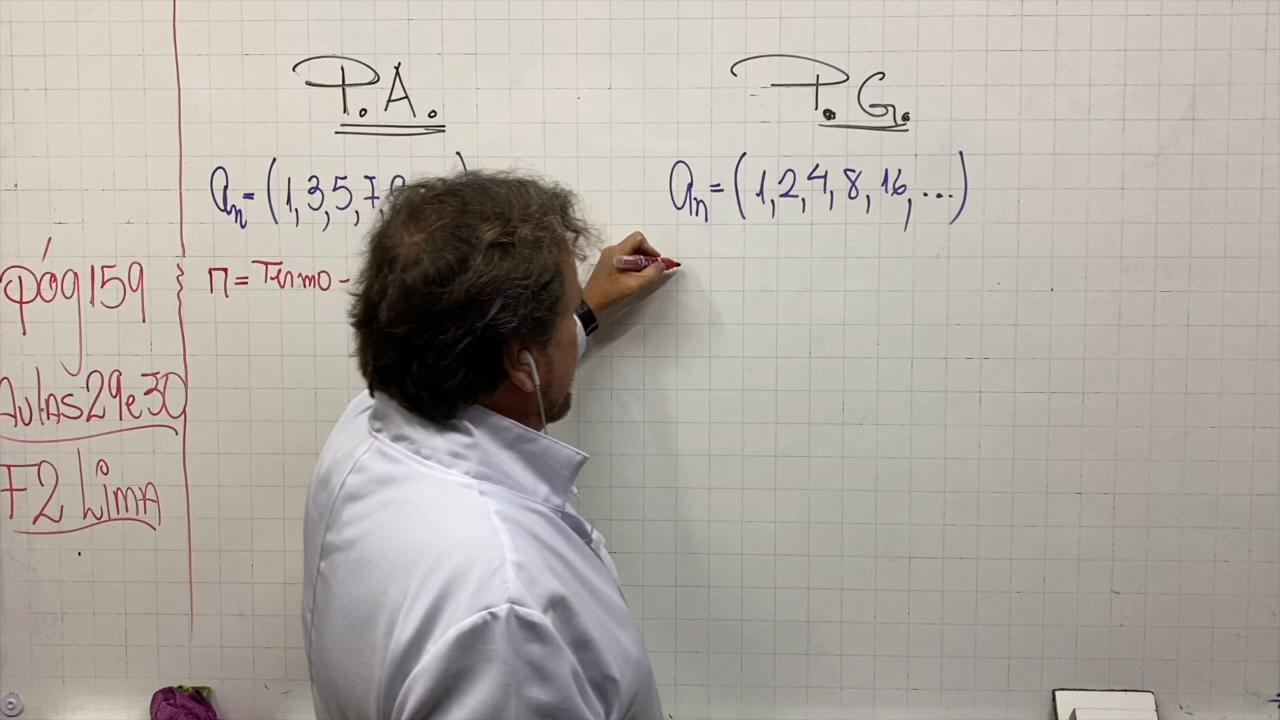 P.A.
P.G.
an = (1, 3, 5, 7,
an = (1, 2, 4, 8, 16, ...)
pág 159
Aulas 29 e 30
F2 Lima
n = Termo -